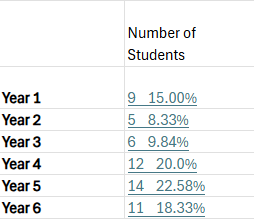 Number of
Students
Year 1 9 15.00%
Year 2 5 8.33%
Year 3 6 9.84%
Year 4 12 20.0%
Year 5 14 22.58%
Year 6 11 18.33%